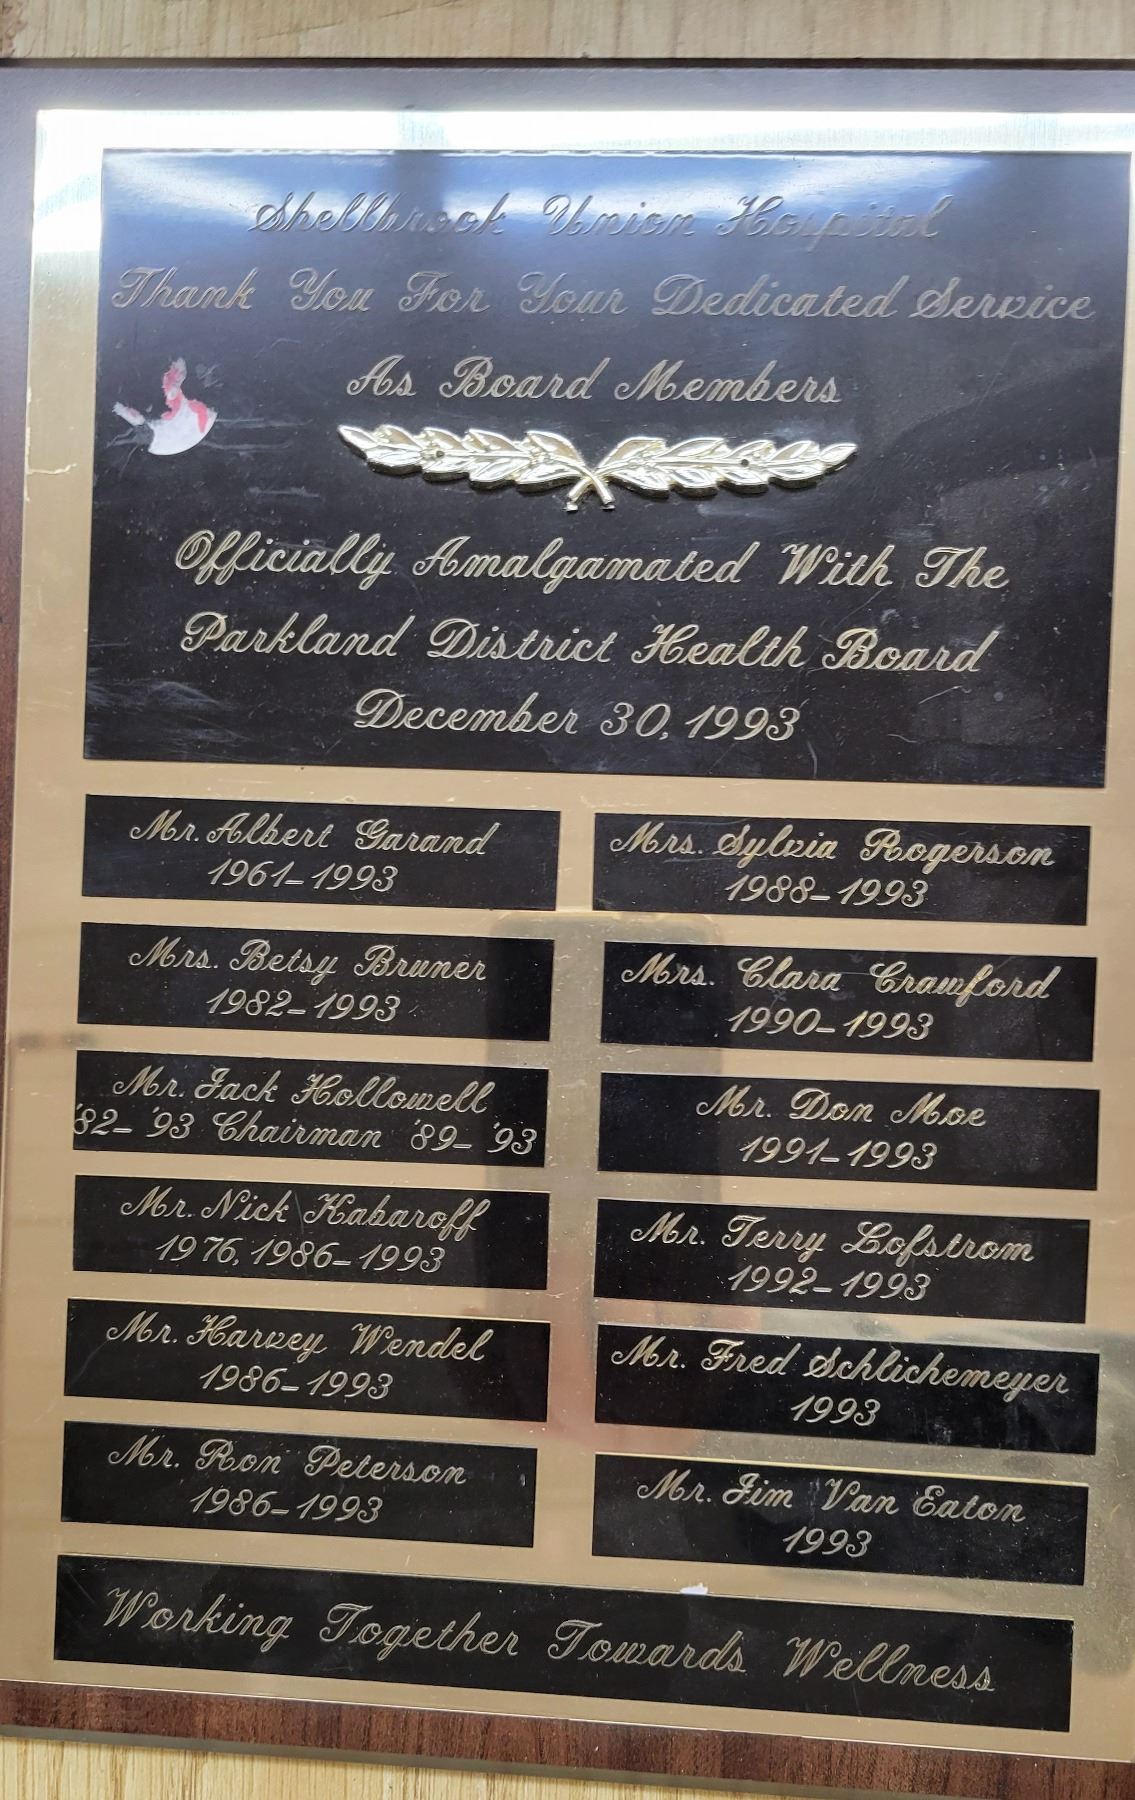 Shellbrook Union Hospital
Thank You For Your Dedicated Service
As Board Members
Officially Amalgamated With The
Parkland District Health Board
December 30, 1993
Mr. Albert Garand
1961-1993
Mrs. Betsy Bruner
1982-1993
Mr. Jack Hollowell
'82-'93 Chairman '89-'93
Mr. Nick Kabaroff
1976, 1986-1993
Mr. Harvey Wendel
1986-1993
Mr. Ron Peterson
1986-1993
Mrs. Sylvia Rogerson
1988-1993
Mrs. Clara Crawford
1990-1993
Mr. Don Moe
1991-1993
Mr. Terry Lofstrom
1992-1993
Mr. Fred Schlichemeyer
1993
Mr. Jim Van Eaton
1993
Working Together Towards Wellness